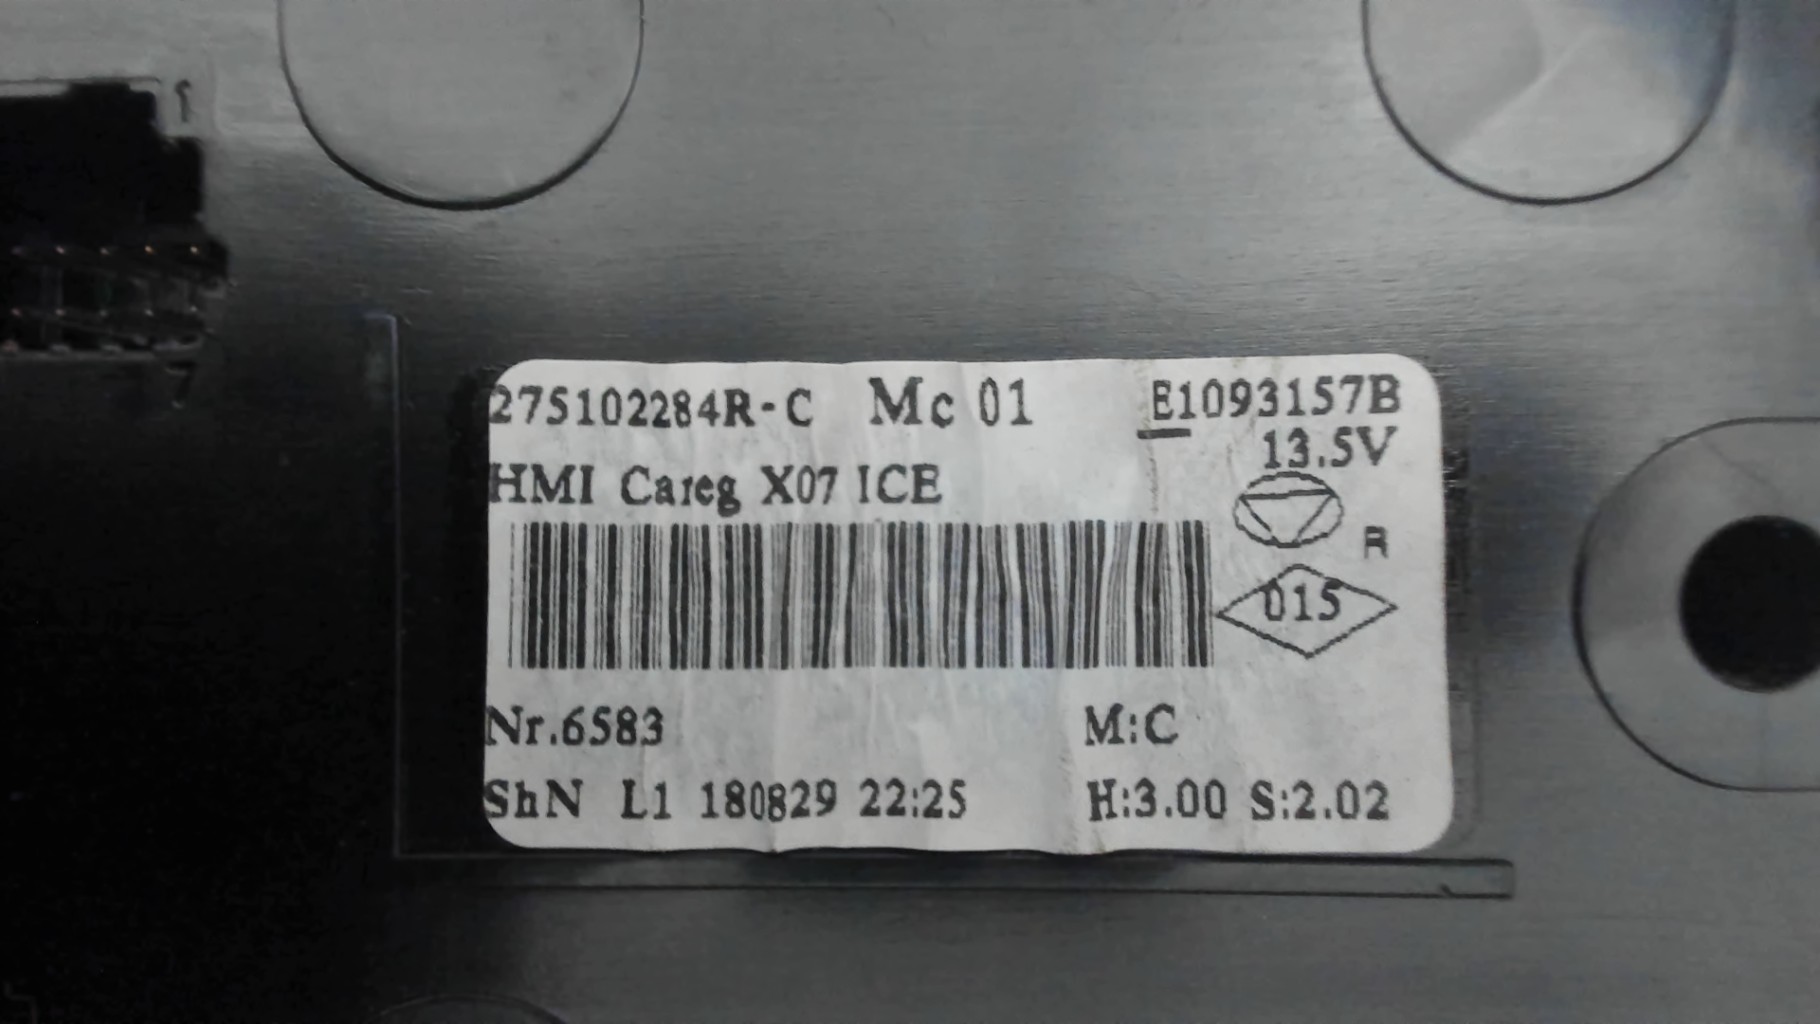 275102284R-C Mc 01 E1093157B
13.5V
HMI Careg X07 ICE
R
015
Nr.6583 M:C
ShN L1 180829 22:25 H:3.00 S:2.02
1